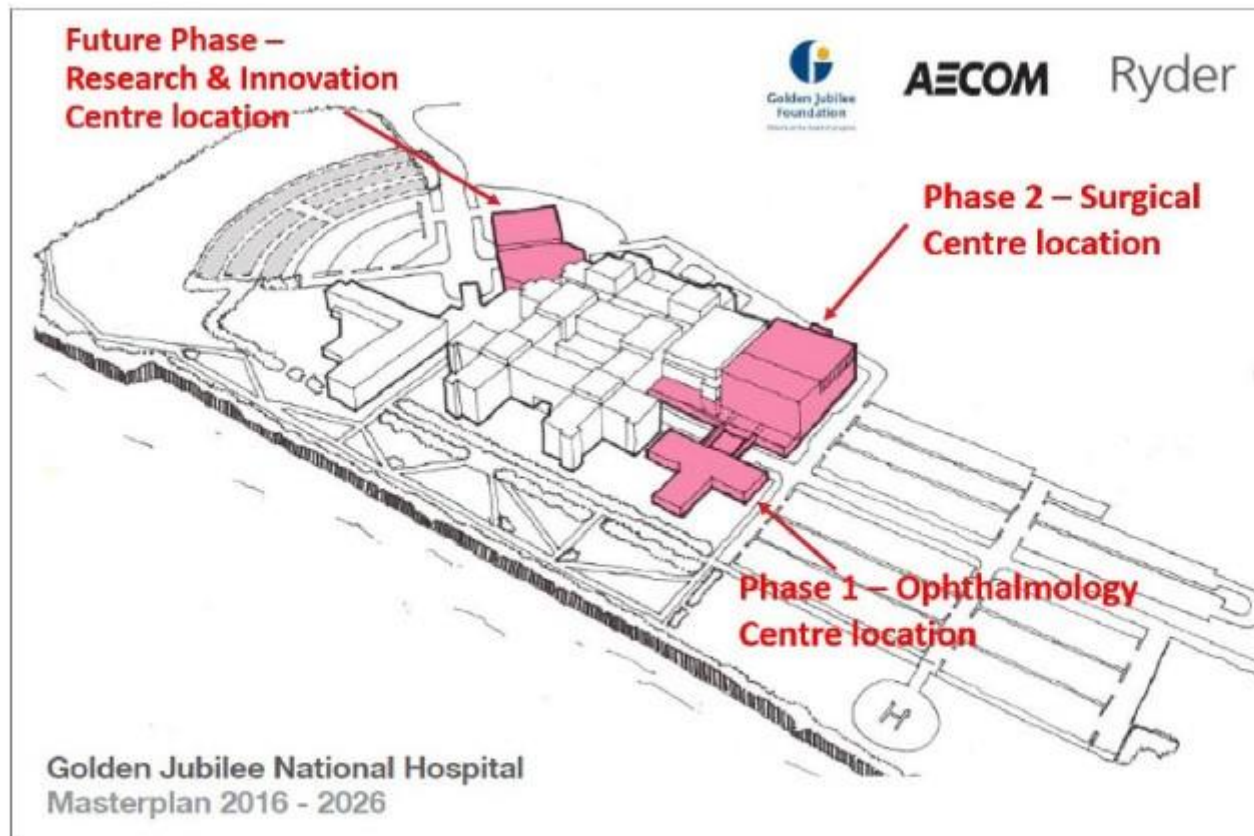 Future Phase –
Research & Innovation
Centre location
Golden Jubilee
Foundation
AECOM
Ryder
Phase 2 – Surgical
Centre location
Phase 1 – Ophthalmology
Centre location
H
Golden Jubilee National Hospital
Masterplan 2016 - 2026